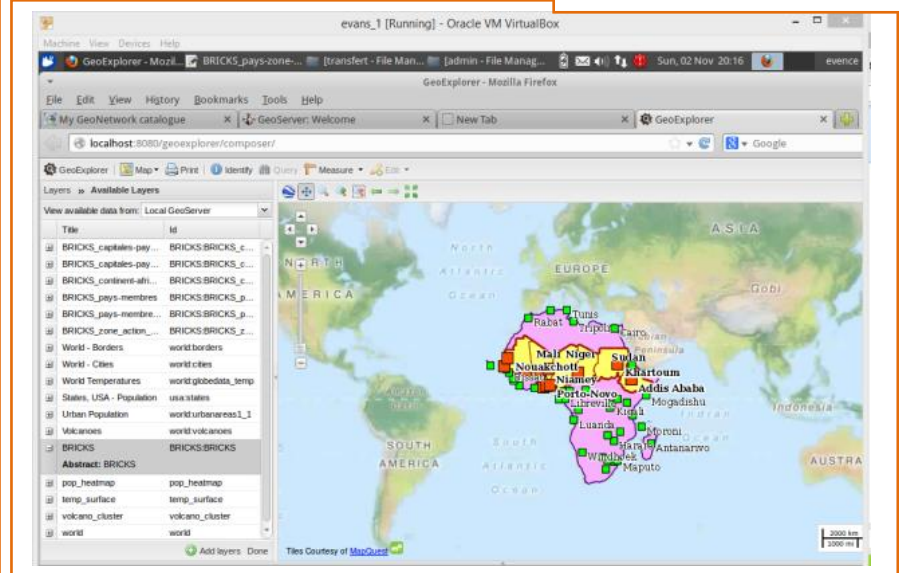 evans_1 [Running] - Oracle VM VirtualBox
Machine View Devices Help
GeoExplorer - Mozil... BRICKS_pays-zone-... [transfert - File Man... [admin - File Manag... Sun, 02 Nov 20:16 evence
GeoExplorer - Mozilla Firefox
File Edit View History Bookmarks Tools Help
My GeoNetwork catalogue GeoServer: Welcome New Tab GeoExplorer
localhost:8080/geoexplorer/composer/ Google
GeoExplorer Map Print Identify Query Measure Edit
Layers » Available Layers
View available data from: Local GeoServer
Title Id
BRICKS_capitales-pay... BRICKS:BRICKS_c...
BRICKS_capitales-pay... BRICKS:BRICKS_c...
BRICKS_continent-afri... BRICKS:BRICKS_c...
BRICKS_pays-membres BRICKS:BRICKS_p...
BRICKS_pays-membre... BRICKS:BRICKS_p...
BRICKS_zone_action_... BRICKS:BRICKS_z...
World - Borders world:borders
World - Cities world:cities
World Temperatures world:globedata_temp
States, USA - Population usa:states
Urban Population world:urbanareas1_1
Volcanoes world:volcanoes
BRICKS BRICKS:BRICKS
Abstract: BRICKS
pop_heatmap pop_heatmap
temp_surface temp_surface
volcano_cluster volcano_cluster
world world
Add layers Done
ASIA
North
NORTH
Atlantic
EUROPE
Gobi
AMERICA
Ocean
Tunis
Rabat Tripoli
Cairo
Arabian
Peninsula
Mali Niger Sudan
Nouakchott Khartoum
Niamey Addis Ababa
Porto-Novo Mogadishu
Libreville
Kigali Indian
Indonesia
Luanda Moroni
SOUTH South Harare Antananrivo Ocean
AMERICA Atlantic Windhoek AUSTRA
Maputo
Ocean
2000 km
1000 mi
Tiles Courtesy of MapQuest